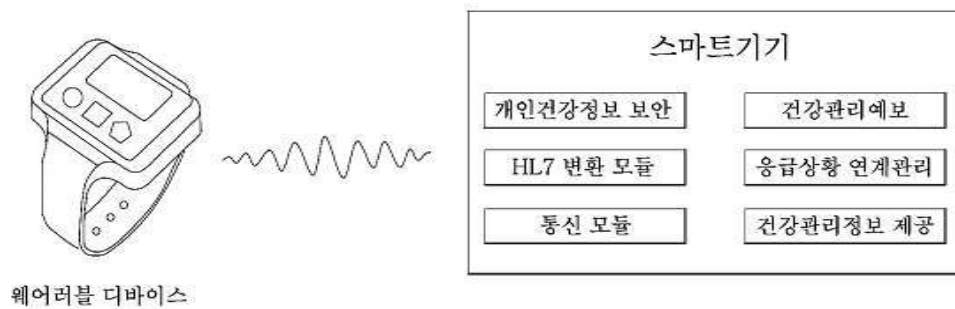 스마트기기
개인건강정보 보안
건강관리예보
HL7 변환 모듈
응급상황 연계관리
통신 모듈
건강관리정보 제공
웨어러블 디바이스